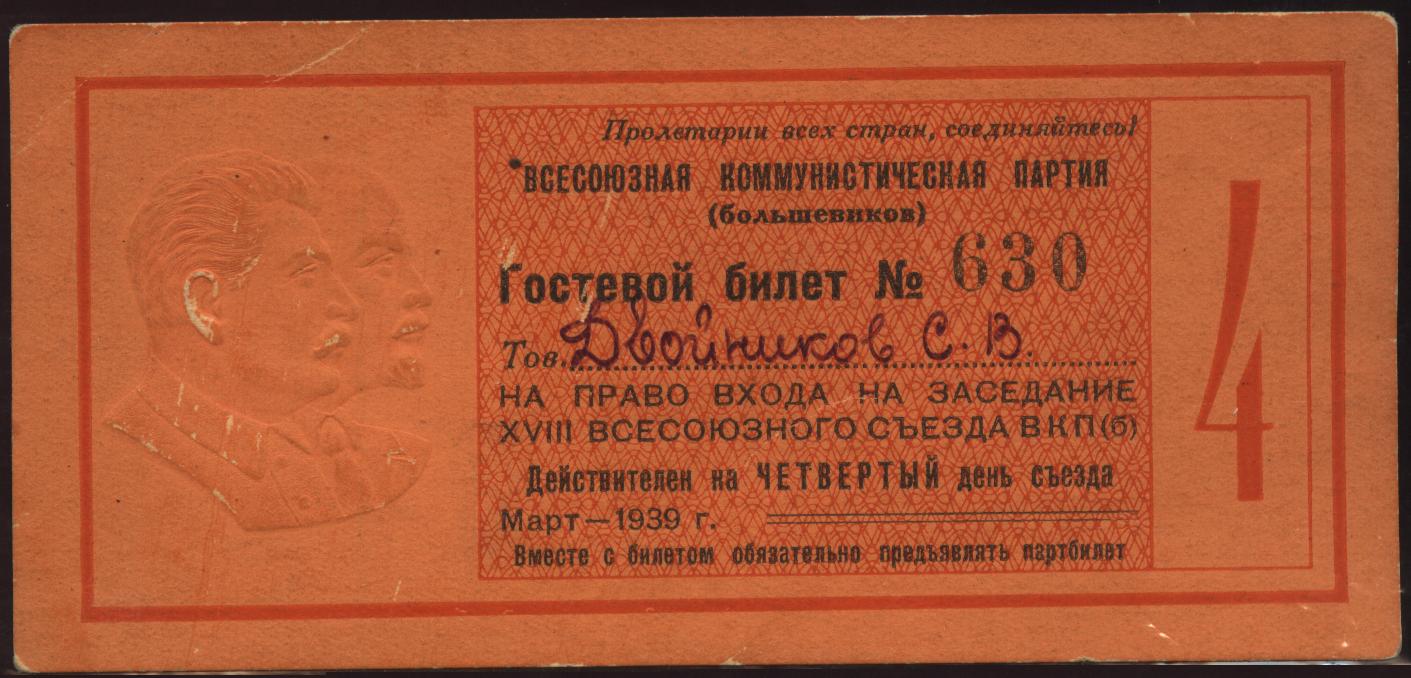 Пролетарии всех стран, соединяйтесь!
ВСЕСОЮЗНАЯ КОММУНИСТИЧЕСКАЯ ПАРТИЯ
(большевиков)
Гостевой билет № 630
Тов. Двойников С. В.
НА ПРАВО ВХОДА НА ЗАСЕДАНИЕ
XVIII ВСЕСОЮЗНОГО СЪЕЗДА ВКП(б)
Действителен на ЧЕТВЕРТЫЙ день съезда
Март — 1939 г.
Вместе с билетом обязательно предъявлять партбилет
4